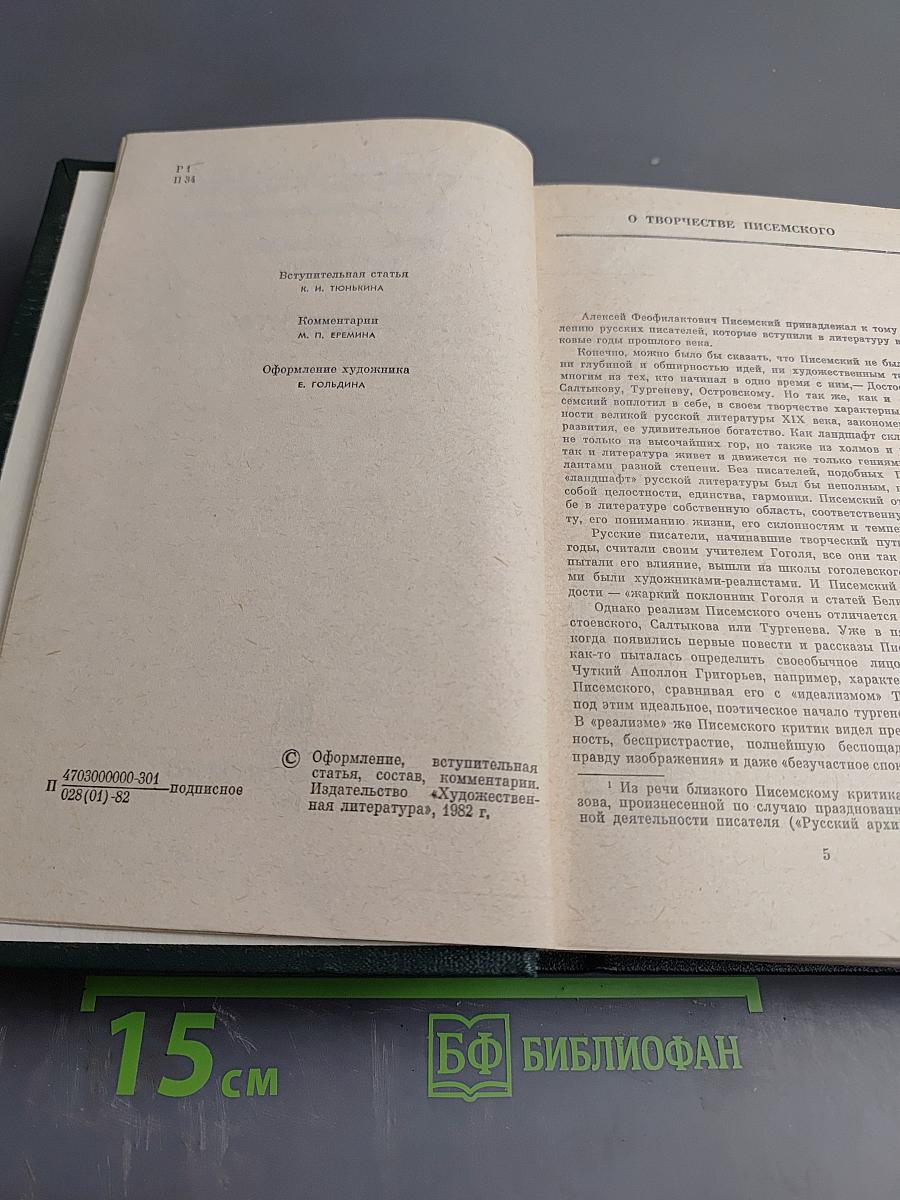 Р 1
П 34
Вступительная статья
К. И. ТЮНЬКИНА
Комментарии
М. П. ЕРЕМИНА
Оформление художника
Е. ГОЛЬДИНА
П 4703000000-301 подписное
028(01)-82
© Оформление, вступительная
статья, состав, комментарии.
Издательство «Художествен-
ная литература», 1982 г.
О ТВОРЧЕСТВЕ ПИСЕМСКОГО
Алексей Феофилактович Писемский принадлежал к тому
лению русских писателей, которые вступили в литературу
ковые годы прошлого века.
Конечно, можно было бы сказать, что Писемский не был
ни глубиной и обширностью идей, ни художественным
многим из тех, кто начинал в одно время с ним,— Достое
Салтыкову, Тургеневу, Островскому. Но так же, как и
семский воплотил в себе, в своем творчестве характерны
ности великой русской литературы XIX века, закономе
развития, ее удивительное богатство. Как ландшафт скл
не только из высочайших гор, но также из холмов и
так и литература живет и движется не только гениям
лантами разной степени. Без писателей, подобных
«ландшафт» русской литературы был бы неполным,
собой целостности, единства, гармонии. Писемский от
бе в литературе собственную область, соответственну
ту, его пониманию жизни, его склонностям и темпе
Русские писатели, начинавшие творческий пут
годы, считали своим учителем Гоголя, все они так
пытали его влияние, вышли из школы гоголевского
ми были художниками-реалистами. И Писемский
дости — «жаркий поклонник Гоголя и статей Бели
Однако реализм Писемского очень отличается
стоевского, Салтыкова или Тургенева. Уже в пя
когда появились первые повести и рассказы Пис
как-то пыталась определить своеобычное лицо
Чуткий Аполлон Григорьев, например, характе
Писемского, сравнивая его с «идеализмом» Т
под этим идеальное, поэтическое начало турген
В «реализме» же Писемского критик видел пре
ность, беспристрастие, полнейшую беспощад
правду изображения» и даже «безучастное спок
¹ Из речи близкого Писемскому критика
зова, произнесенной по случаю празднован
ной деятельности писателя («Русский архи
5
15 см
БФ БИБЛИОФАН